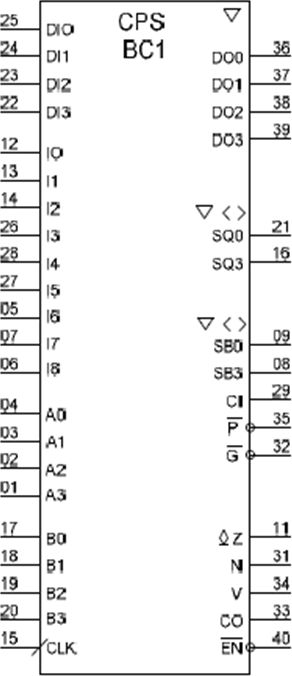 CPS
BC1
25 DI0
24 DI1
23 DI2
22 DI3
12 I0
13 I1
14 I2
26 I3
28 I4
27 I5
05 I6
07 I7
06 I8
04 A0
03 A1
02 A2
01 A3
17 B0
18 B1
19 B2
20 B3
15 CLK
DO0 36
DO1 37
DO2 38
DO3 39
SQ0 21
SQ3 16
SB0 09
SB3 08
CI 29
P 35
G 32
Z 11
N 31
V 34
CO 33
EN 40